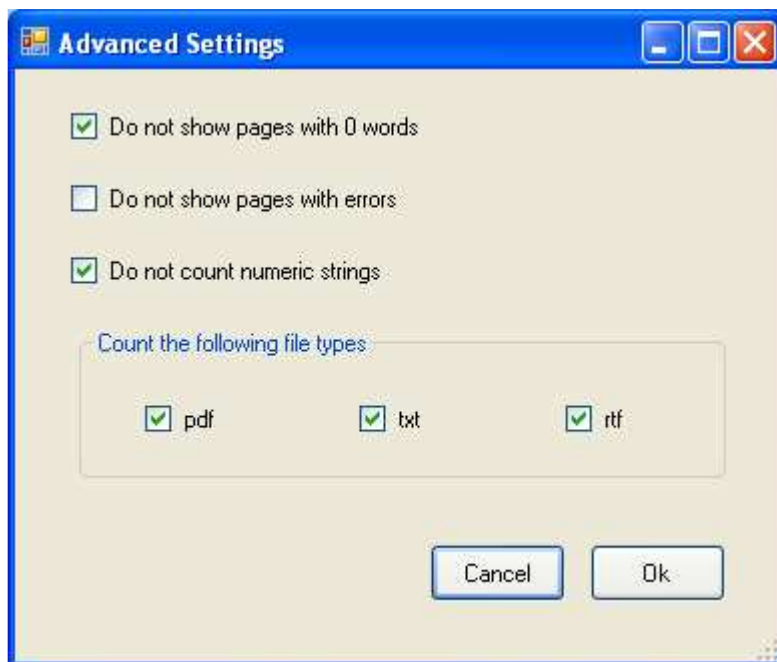 Advanced Settings
Do not show pages with 0 words
Do not show pages with errors
Do not count numeric strings
Count the following file types
pdf txt rtf
Cancel Ok